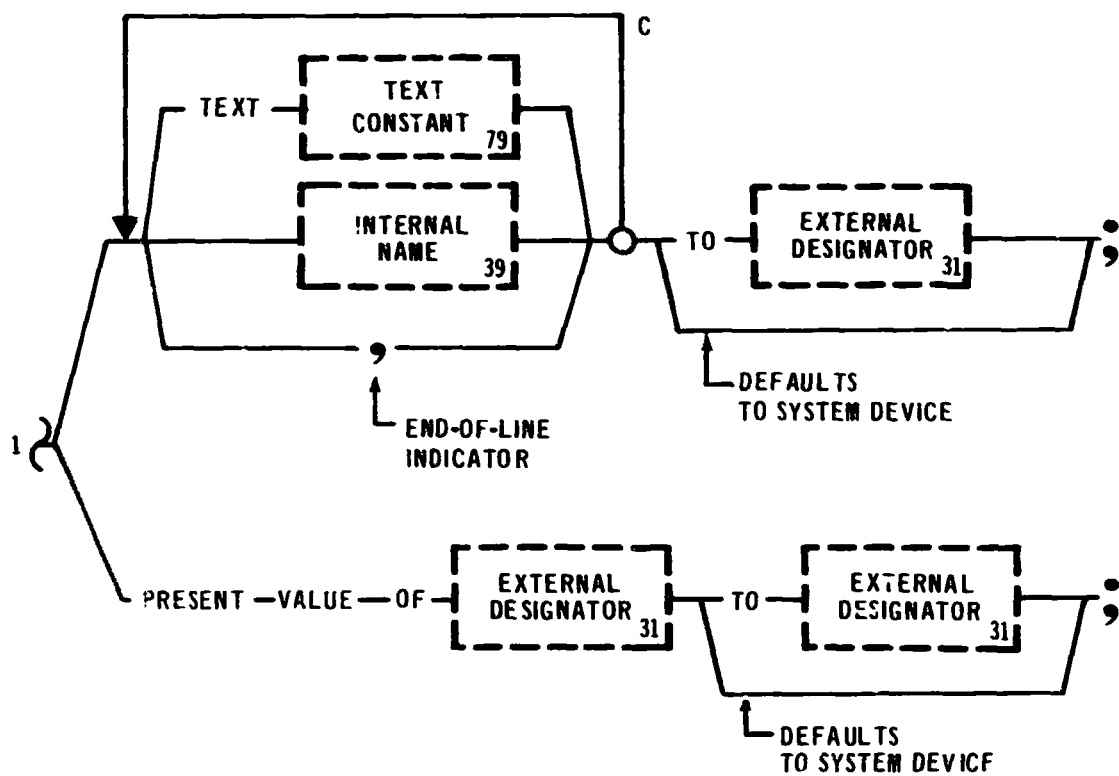 C
TEXT
TEXT
CONSTANT
79
INTERNAL
NAME
39
TO
EXTERNAL
DESIGNATOR
31
;
,
DEFAULTS
TO SYSTEM DEVICE
END-OF-LINE
INDICATOR
1
PRESENT VALUE OF
EXTERNAL
DESIGNATOR
31
TO
EXTERNAL
DESIGNATOR
31
;
DEFAULTS
TO SYSTEM DEVICE